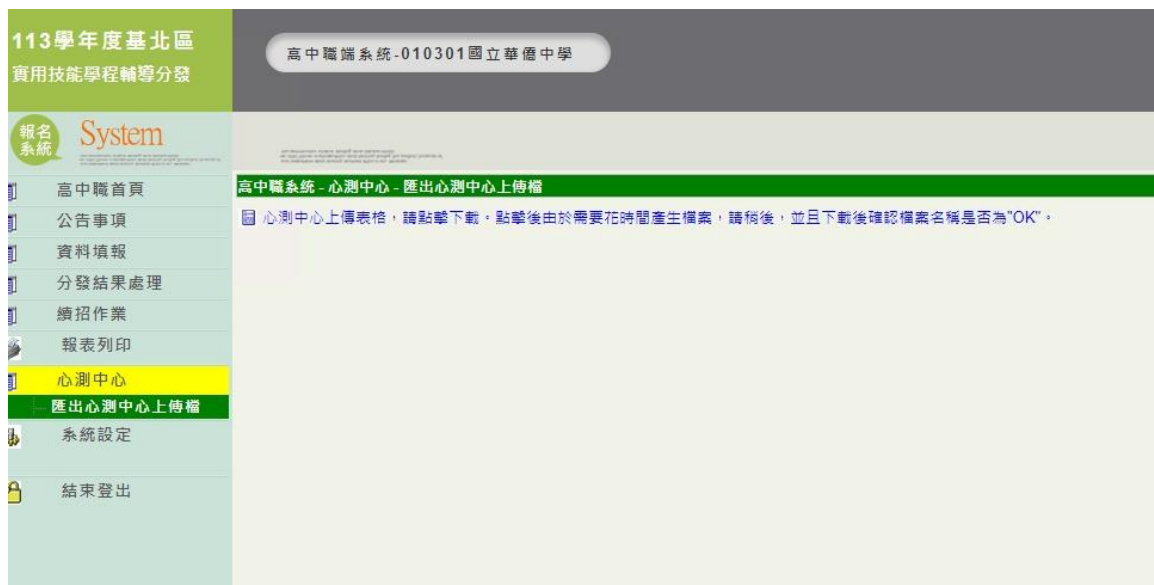 113學年度基北區
實用技能學程輔導分發
高中職端系統-010301國立華僑中學
報名
系統
System
高中職首頁
高中職系統 - 心測中心 - 匯出心測中心上傳檔
公告事項
心測中心上傳表格,請點擊下載。點擊後由於需要花時間產生檔案,請稍後,並且下載後確認檔案名稱是否為"OK"。
資料填報
分發結果處理
續招作業
報表列印
心測中心
匯出心測中心上傳檔
系統設定
結束登出